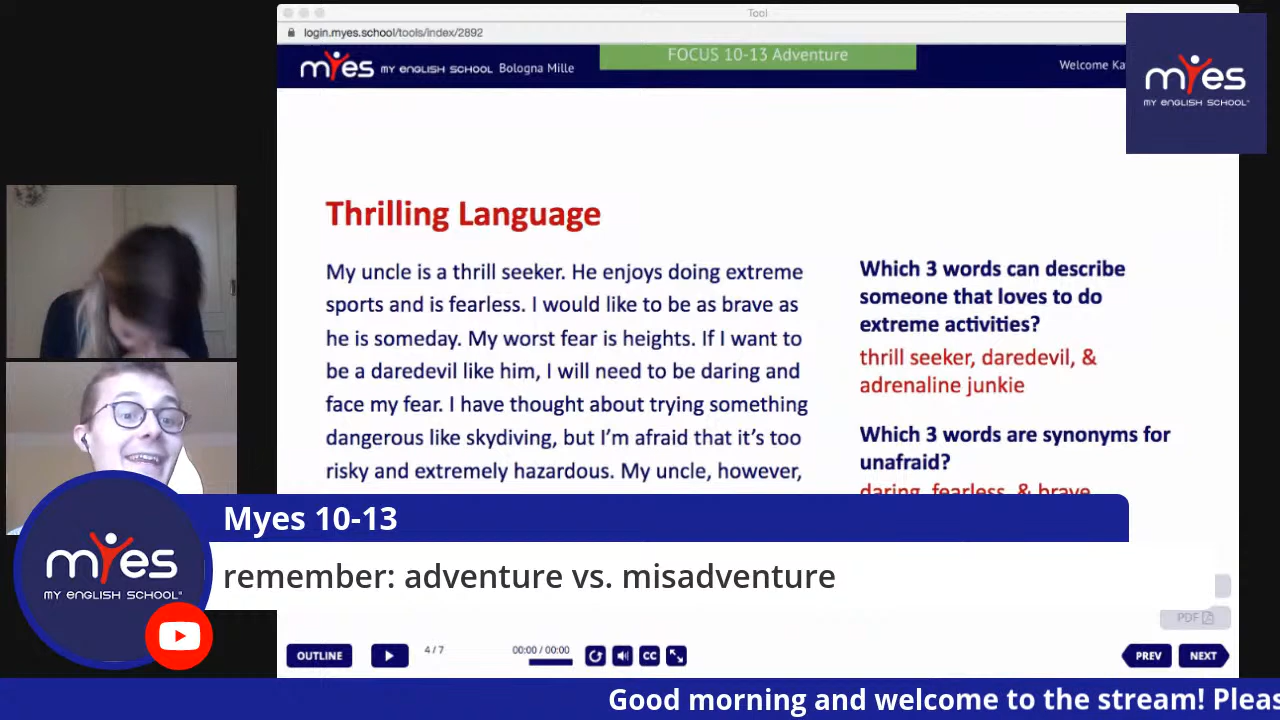 Tool
login.myes.school/tools/index/2892
myes MY ENGLISH SCHOOL Bologna Mille
FOCUS 10-13 Adventure
Welcome Ka
myes
MY ENGLISH SCHOOL
Thrilling Language
My uncle is a thrill seeker. He enjoys doing extreme
sports and is fearless. I would like to be as brave as
he is someday. My worst fear is heights. If I want to
be a daredevil like him, I will need to be daring and
face my fear. I have thought about trying something
dangerous like skydiving, but I'm afraid that it's too
risky and extremely hazardous. My uncle, however,
Which 3 words can describe
someone that loves to do
extreme activities?
thrill seeker, daredevil, &
adrenaline junkie
Which 3 words are synonyms for
unafraid?
daring, fearless, & brave
Myes 10-13
remember: adventure vs. misadventure
myes
MY ENGLISH SCHOOL
PDF
OUTLINE
4 / 7
00:00 / 00:00
CC
PREV
NEXT
Good morning and welcome to the stream! Pleas